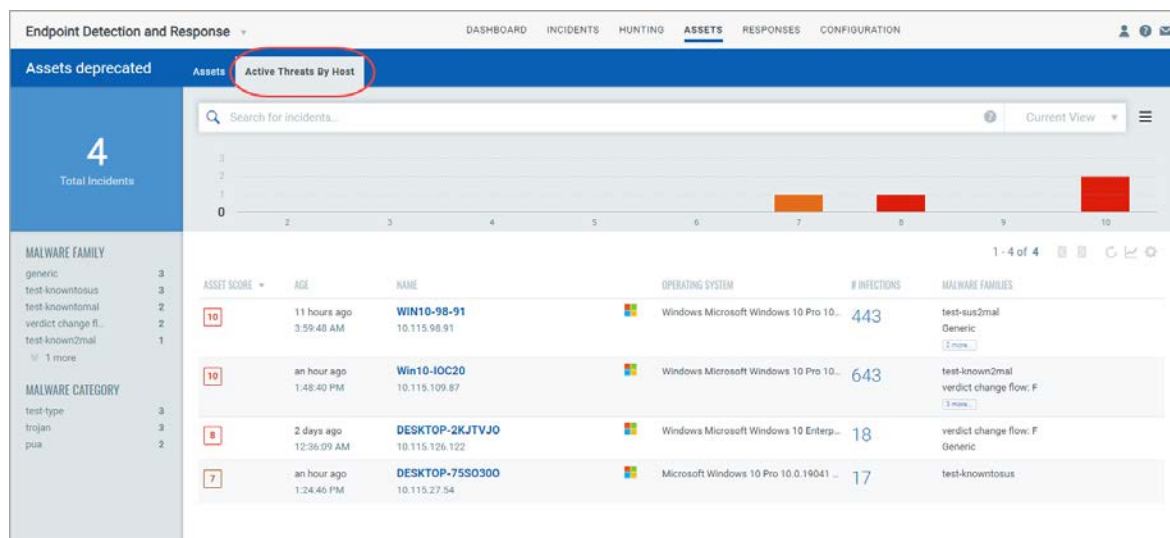 Endpoint Detection and Response
DASHBOARD INCIDENTS HUNTING ASSETS RESPONSES CONFIGURATION
Assets deprecated
Assets Active Threats By Host
4
Total Incidents
Search for incidents...
Current View
3
2
1
0
2 3 4 5 6 7 8 9 10
1 - 4 of 4
MALWARE FAMILY
generic 3
test-knowntosus 3
test-knowntomal 2
verdict change fl... 2
test-known2mal 1
1 more
MALWARE CATEGORY
test-type 3
trojan 3
pua 2
ASSET SCORE AGE NAME OPERATING SYSTEM # INFECTIONS MALWARE FAMILIES
10 11 hours ago WIN10-98-91 Windows Microsoft Windows 10 Pro 10... 443 test-sus2mal
3:59:48 AM 10.115.98.91 Generic
2 more...
10 an hour ago Win10-IOC20 Windows Microsoft Windows 10 Pro 10... 643 test-known2mal
1:48:40 PM 10.115.109.87 verdict change flow: F
3 more...
8 2 days ago DESKTOP-2KJTVJO Windows Microsoft Windows 10 Enterp... 18 verdict change flow: F
12:36:09 AM 10.115.126.122 Generic
7 an hour ago DESKTOP-75SO300 Microsoft Windows 10 Pro 10.0.19041 ... 17 test-knowntosus
1:24:46 PM 10.115.27.54